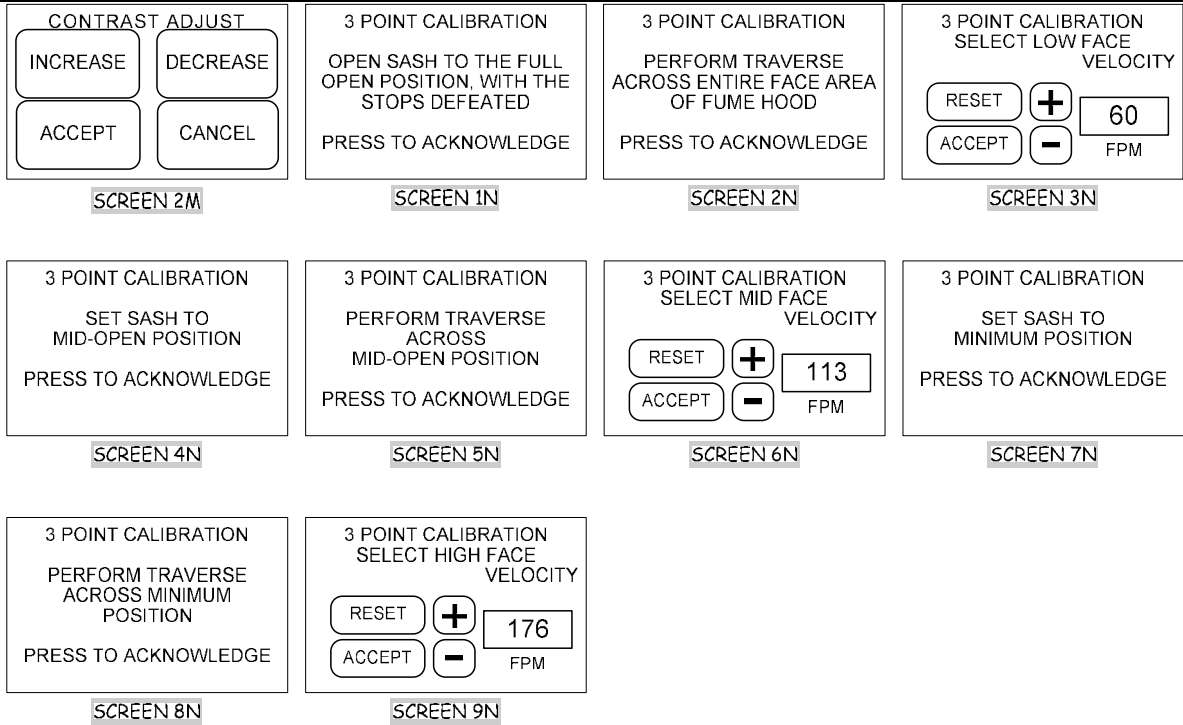 CONTRAST ADJUST
INCREASE
DECREASE
ACCEPT
CANCEL
SCREEN 2M
3 POINT CALIBRATION
OPEN SASH TO THE FULL
OPEN POSITION, WITH THE
STOPS DEFEATED
PRESS TO ACKNOWLEDGE
SCREEN 1N
3 POINT CALIBRATION
PERFORM TRAVERSE
ACROSS ENTIRE FACE AREA
OF FUME HOOD
PRESS TO ACKNOWLEDGE
SCREEN 2N
3 POINT CALIBRATION
SELECT LOW FACE
VELOCITY
RESET
+
60
ACCEPT
-
FPM
SCREEN 3N
3 POINT CALIBRATION
SET SASH TO
MID-OPEN POSITION
PRESS TO ACKNOWLEDGE
SCREEN 4N
3 POINT CALIBRATION
PERFORM TRAVERSE
ACROSS
MID-OPEN POSITION
PRESS TO ACKNOWLEDGE
SCREEN 5N
3 POINT CALIBRATION
SELECT MID FACE
VELOCITY
RESET
+
113
ACCEPT
-
FPM
SCREEN 6N
3 POINT CALIBRATION
SET SASH TO
MINIMUM POSITION
PRESS TO ACKNOWLEDGE
SCREEN 7N
3 POINT CALIBRATION
PERFORM TRAVERSE
ACROSS MINIMUM
POSITION
PRESS TO ACKNOWLEDGE
SCREEN 8N
3 POINT CALIBRATION
SELECT HIGH FACE
VELOCITY
RESET
+
176
ACCEPT
-
FPM
SCREEN 9N